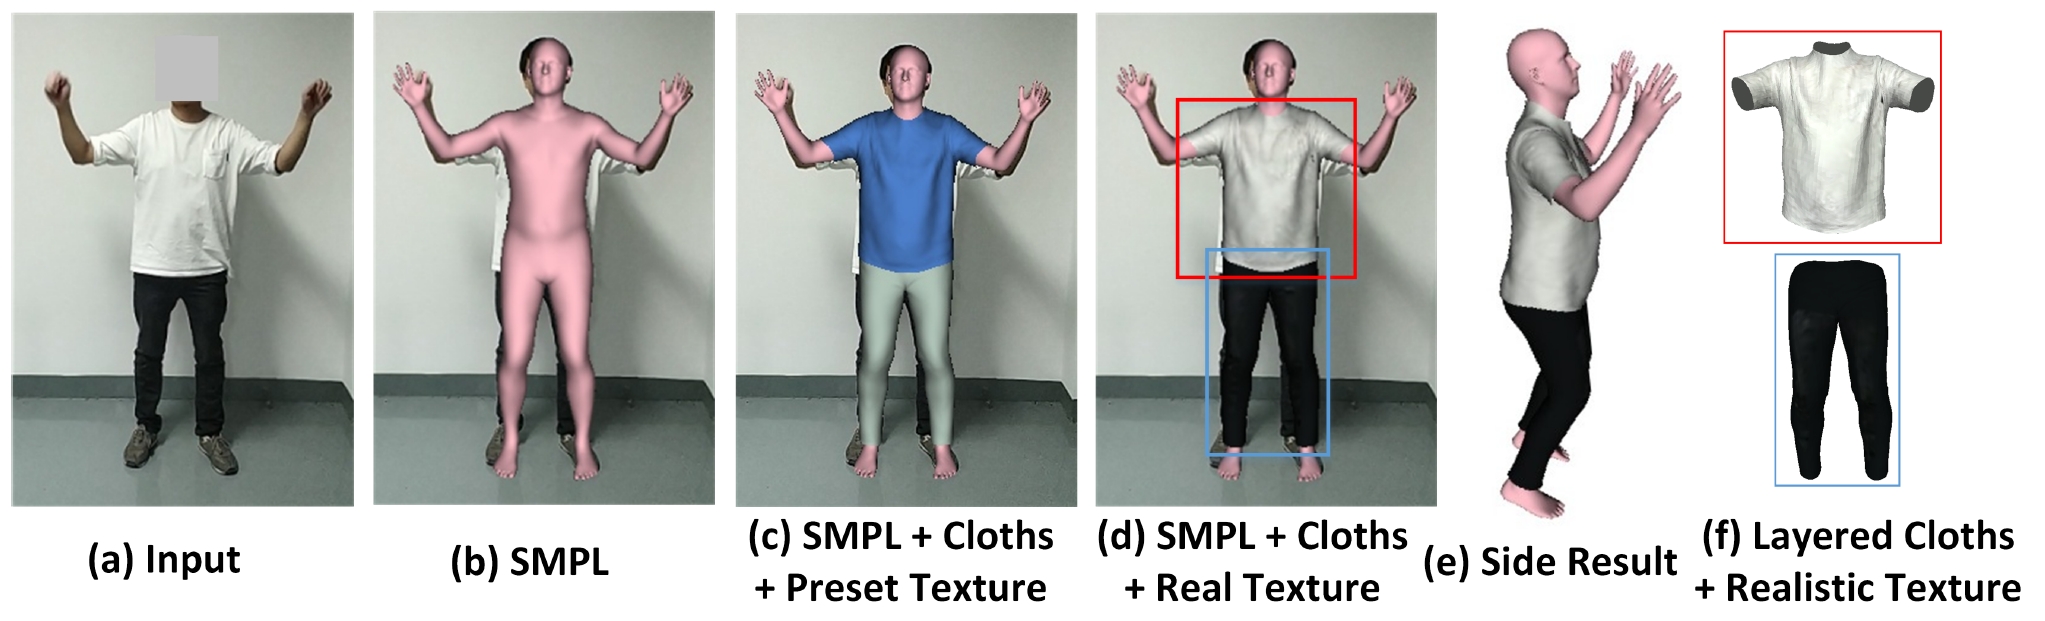 (a) Input
(b) SMPL
(c) SMPL + Cloths
+ Preset Texture
(d) SMPL + Cloths
+ Real Texture
(e) Side Result
(f) Layered Cloths
+ Realistic Texture